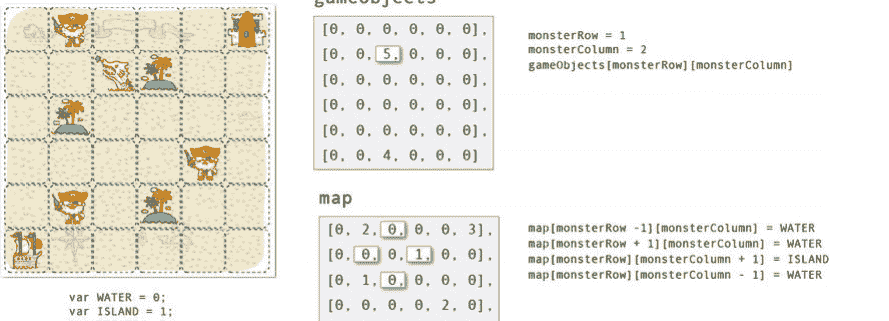 gameObjects
[0, 0, 0, 0, 0, 0],
[0, 0, 5, 0, 0, 0],
[0, 0, 0, 0, 0, 0],
[0, 0, 0, 0, 0, 0],
[0, 0, 0, 0, 0, 0],
[0, 0, 4, 0, 0, 0]
monsterRow = 1
monsterColumn = 2
gameObjects[monsterRow][monsterColumn]
map
[0, 2, 0, 0, 0, 3],
[0, 0, 0, 1, 0, 0],
[0, 1, 0, 0, 0, 0],
[0, 0, 0, 0, 2, 0],
map[monsterRow -1][monsterColumn] = WATER
map[monsterRow + 1][monsterColumn] = WATER
map[monsterRow][monsterColumn + 1] = ISLAND
map[monsterRow][monsterColumn - 1] = WATER
var WATER = 0;
var ISLAND = 1;